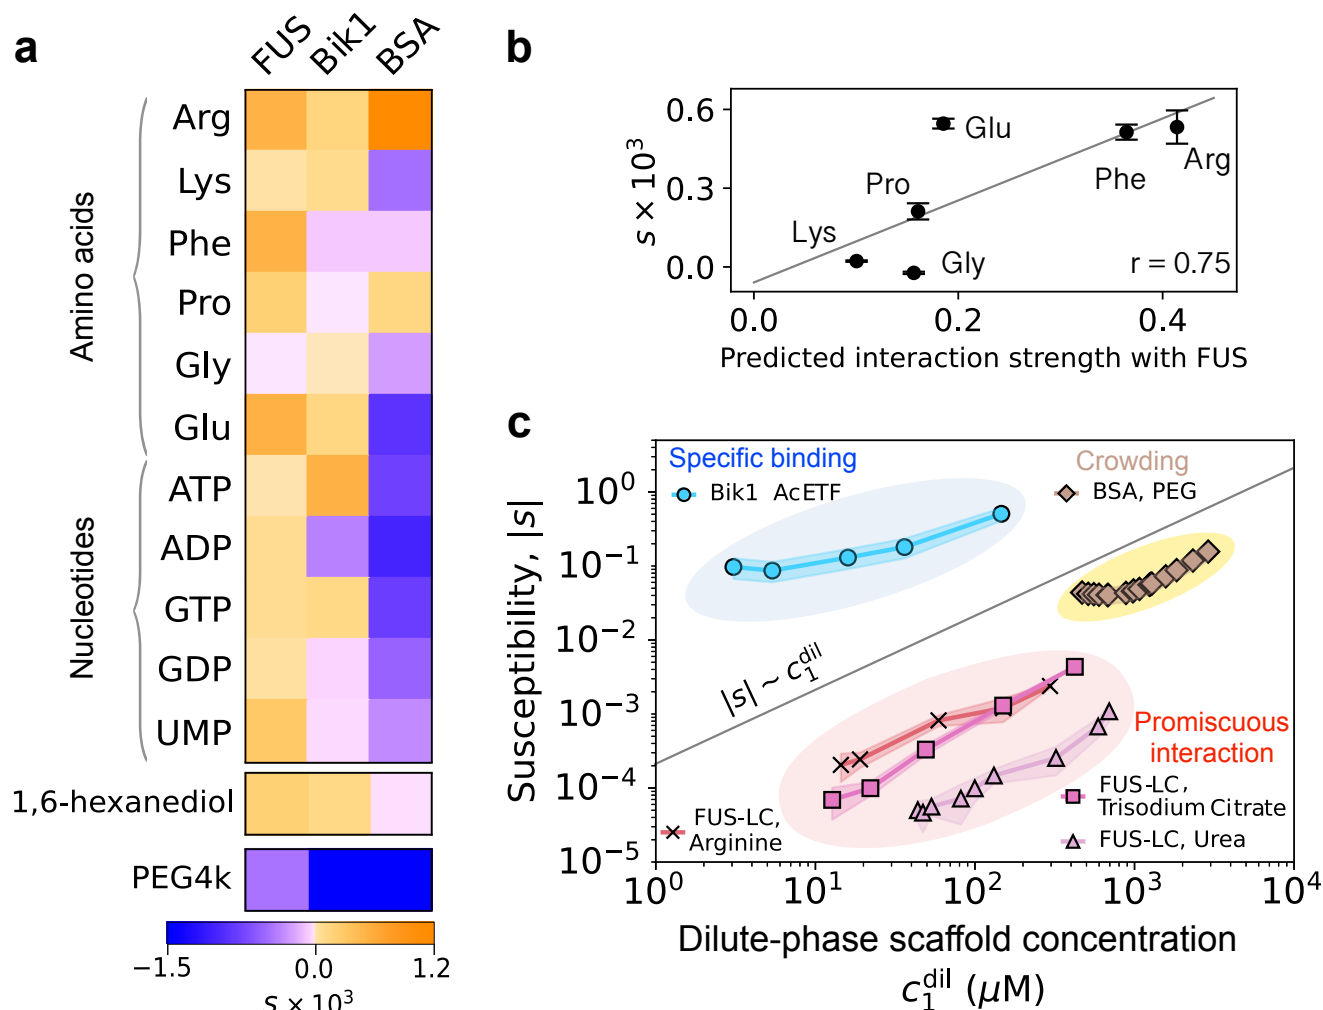 a
FUS Bik1 BSA
Amino acids
Arg
Lys
Phe
Pro
Gly
Glu
Nucleotides
ATP
ADP
GTP
GDP
UMP
1,6-hexanediol
PEG4k
−1.5 0.0 1.2
s × 10³
b
s × 10³
0.6
0.3
0.0
Glu
Pro
Phe
Arg
Lys
Gly
r = 0.75
0.0 0.2 0.4
Predicted interaction strength with FUS
c
Susceptibility, |s|
10⁰
10⁻¹
10⁻²
10⁻³
10⁻⁴
10⁻⁵
Specific binding
Bik1 AcETF
Crowding
BSA, PEG
|s| ~ c₁ᵈⁱˡ
Promiscuous
interaction
FUS-LC,
Trisodium Citrate
FUS-LC, Urea
FUS-LC,
Arginine
10⁰ 10¹ 10² 10³ 10⁴
Dilute-phase scaffold concentration
c₁ᵈⁱˡ (μM)